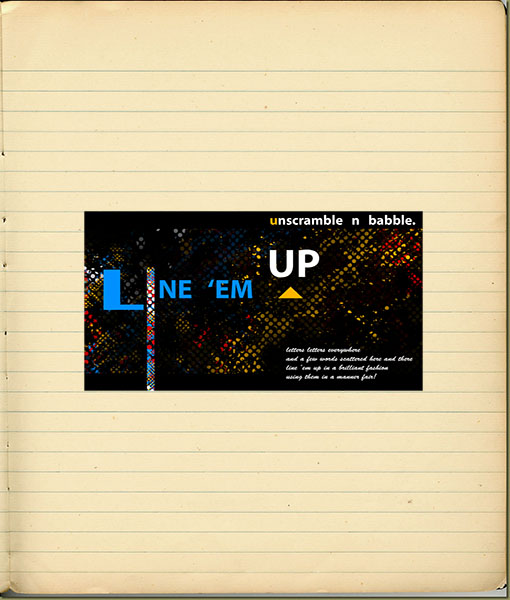 unscramble n babble.
UP
LINE ‘EM
letters letters everywhere
and a few words scattered here and there
line `em up in a brilliant fashion
using them in a manner fair!